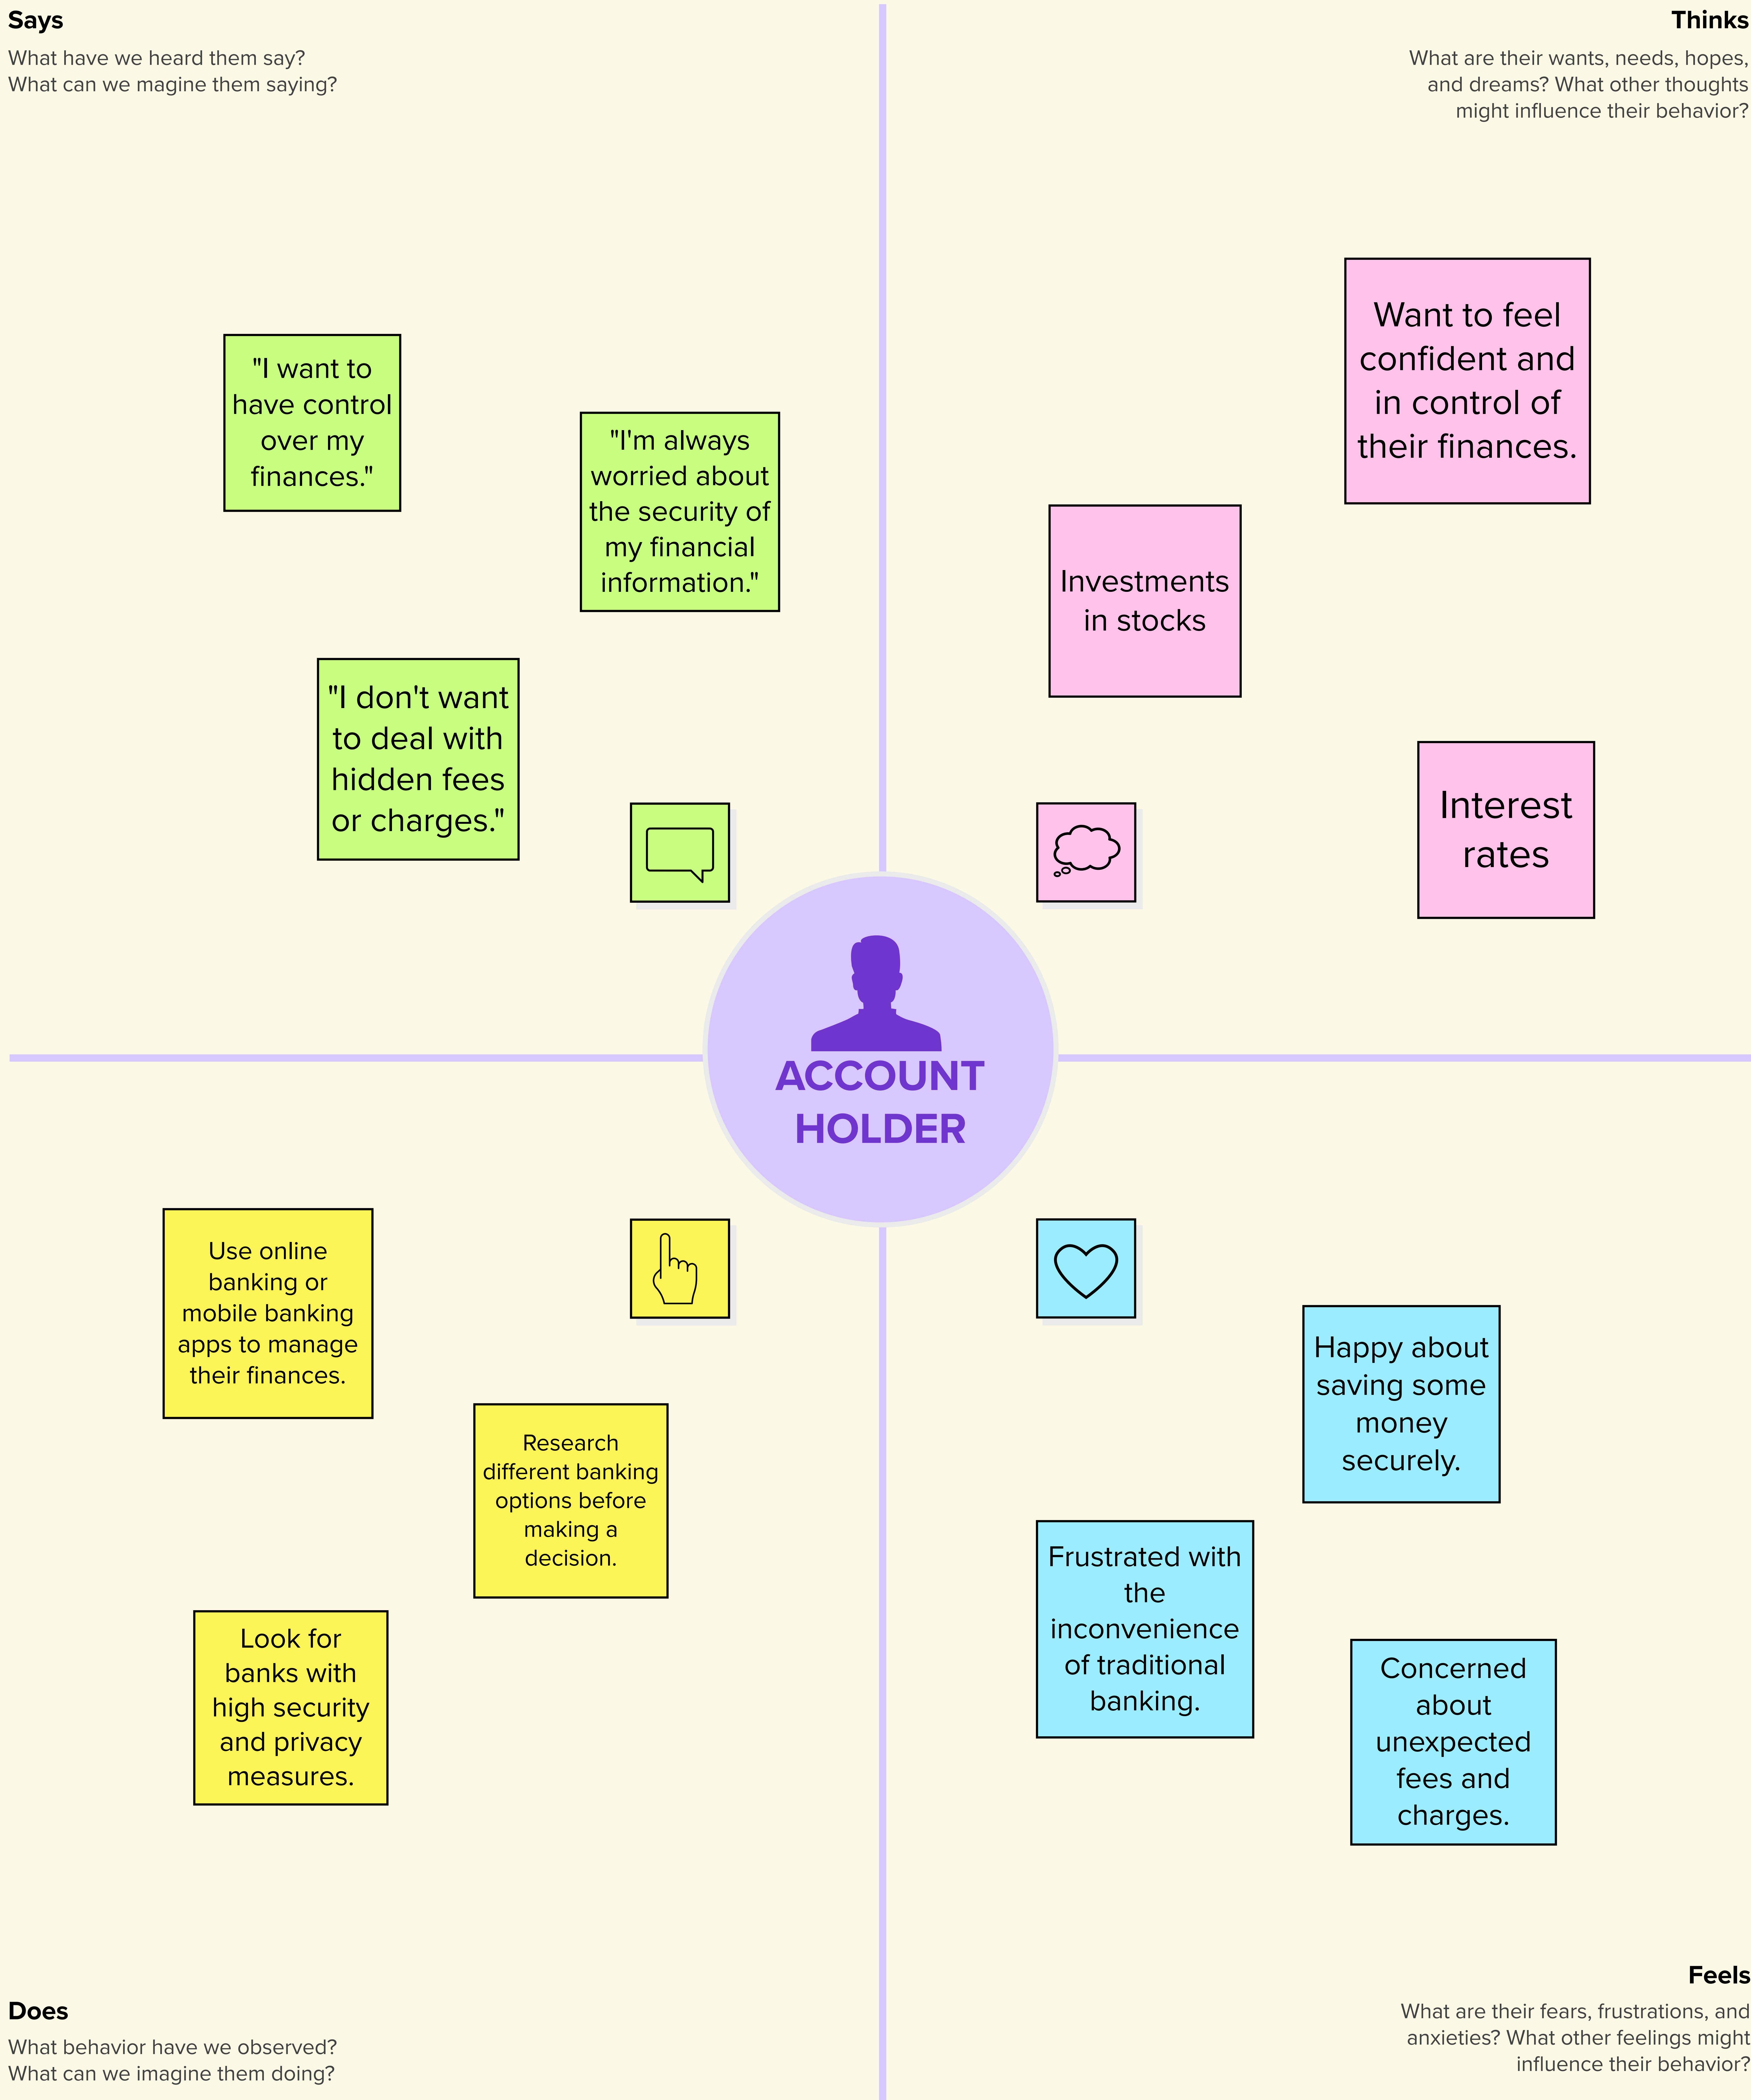 Says
What have we heard them say?
What can we magine them saying?
Thinks
What are their wants, needs, hopes,
and dreams? What other thoughts
might influence their behavior?
"I want to
have control
over my
finances."
"I'm always
worried about
the security of
my financial
information."
"I don't want
to deal with
hidden fees
or charges."
Want to feel
confident and
in control of
their finances.
Investments
in stocks
Interest
rates
ACCOUNT
HOLDER
Use online
banking or
mobile banking
apps to manage
their finances.
Research
different banking
options before
making a
decision.
Look for
banks with
high security
and privacy
measures.
Happy about
saving some
money
securely.
Frustrated with
the
inconvenience
of traditional
banking.
Concerned
about
unexpected
fees and
charges.
Does
What behavior have we observed?
What can we imagine them doing?
Feels
What are their fears, frustrations, and
anxieties? What other feelings might
influence their behavior?